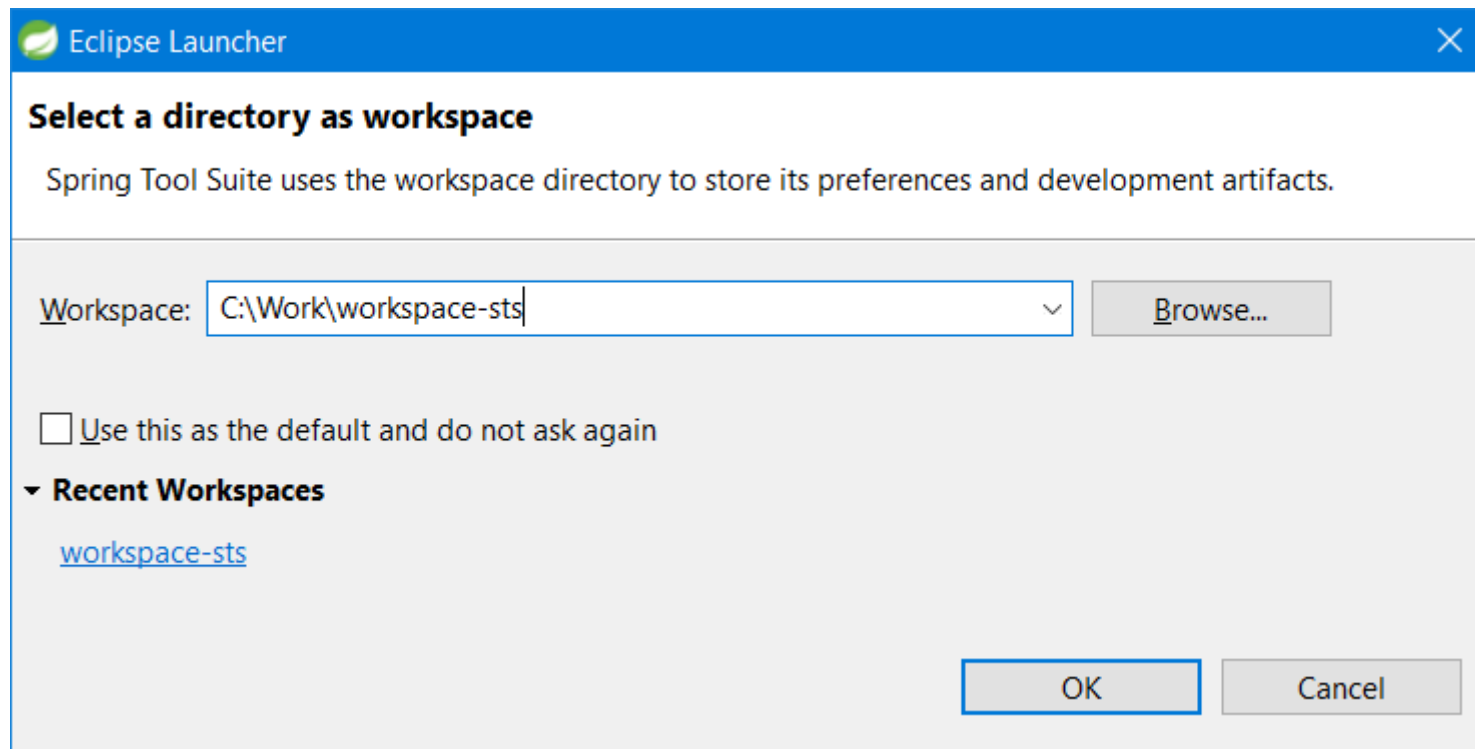 Eclipse Launcher
Select a directory as workspace
Spring Tool Suite uses the workspace directory to store its preferences and development artifacts.
Workspace: C:\Work\workspace-sts Browse...
Use this as the default and do not ask again
Recent Workspaces
workspace-sts
OK Cancel